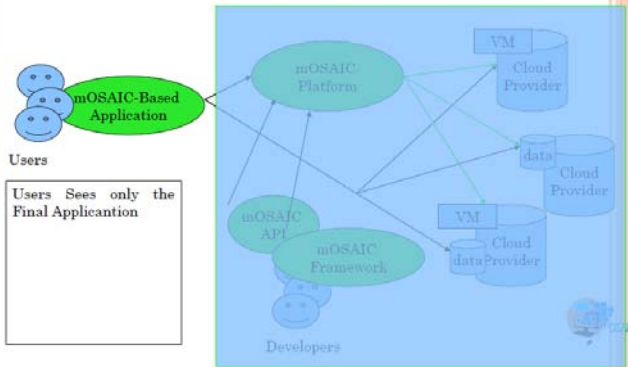 mOSAIC-Based
Application
Users
Users Sees only the
Final Applicantion
mOSAIC
Platform
VM
Cloud
Provider
data
Cloud
Provider
VM
Cloud
Provider
data
mOSAIC
API
mOSAIC
Framework
Developers